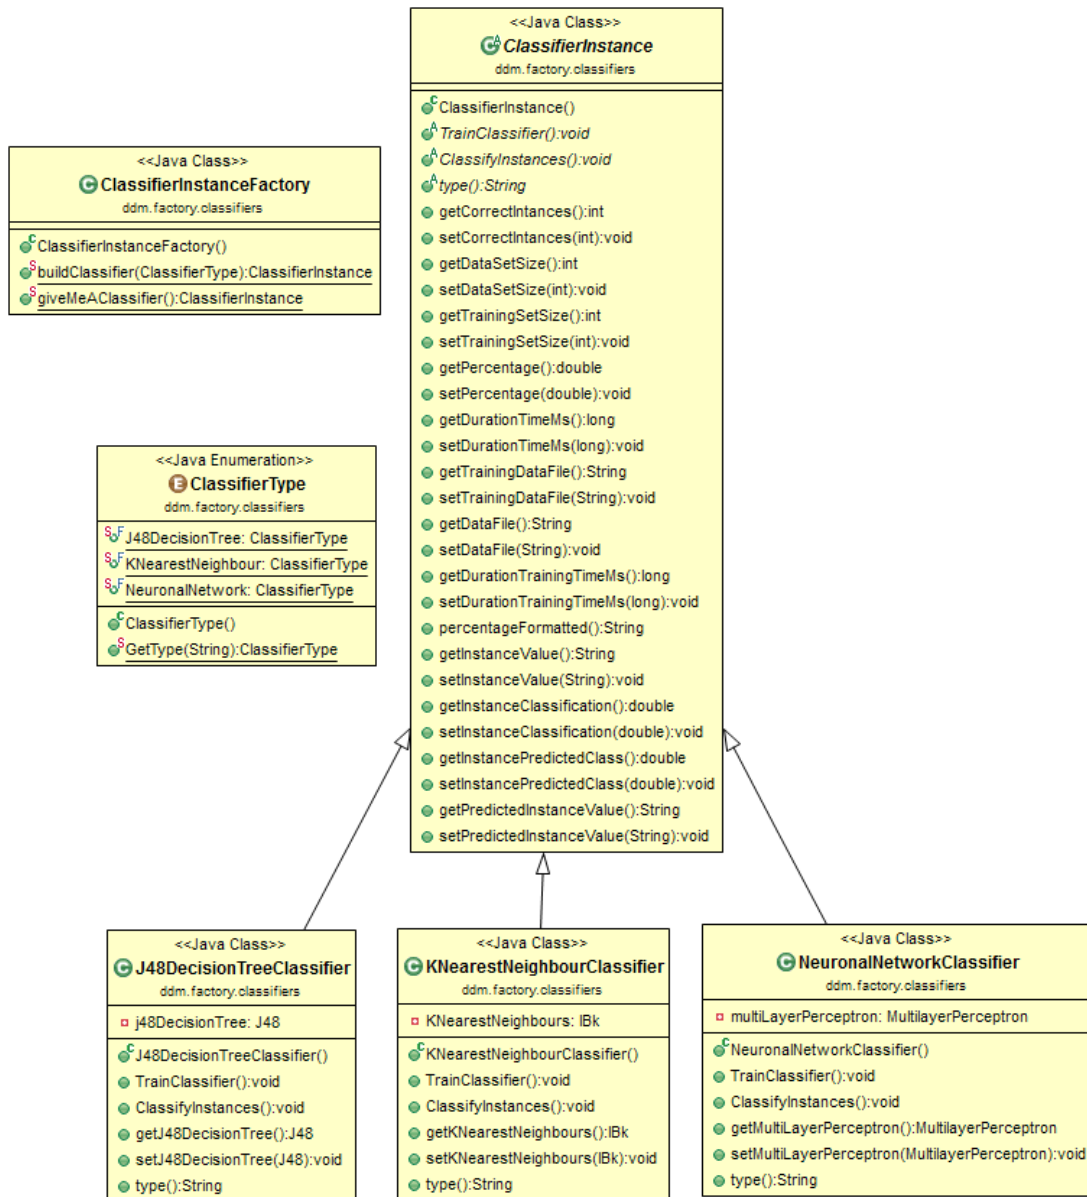 <<Java Class>>
ClassifierInstance
ddm.factory.classifiers
ClassifierInstance()
TrainClassifier():void
ClassifyInstances():void
type():String
getCorrectIntances():int
setCorrectIntances(int):void
getDataSetSize():int
setDataSetSize(int):void
getTrainingSetSize():int
setTrainingSetSize(int):void
getPercentage():double
setPercentage(double):void
getDurationTimeMs():long
setDurationTimeMs(long):void
getTrainingDataFile():String
setTrainingDataFile(String):void
getDataFile():String
setDataFile(String):void
getDurationTrainingTimeMs():long
setDurationTrainingTimeMs(long):void
percentageFormatted():String
getInstanceValue():String
setInstanceValue(String):void
getInstanceClassification():double
setInstanceClassification(double):void
getInstancePredictedClass():double
setInstancePredictedClass(double):void
getPredictedInstanceValue():String
setPredictedInstanceValue(String):void
<<Java Class>>
ClassifierInstanceFactory
ddm.factory.classifiers
ClassifierInstanceFactory()
buildClassifier(ClassifierType):ClassifierInstance
giveMeAClassifier():ClassifierInstance
<<Java Enumeration>>
ClassifierType
ddm.factory.classifiers
J48DecisionTree: ClassifierType
KNearestNeighbour: ClassifierType
NeuronalNetwork: ClassifierType
ClassifierType()
GetType(String):ClassifierType
<<Java Class>>
J48DecisionTreeClassifier
ddm.factory.classifiers
j48DecisionTree: J48
J48DecisionTreeClassifier()
TrainClassifier():void
ClassifyInstances():void
getJ48DecisionTree():J48
setJ48DecisionTree(J48):void
type():String
<<Java Class>>
KNearestNeighbourClassifier
ddm.factory.classifiers
KNearestNeighbours: IBk
KNearestNeighbourClassifier()
TrainClassifier():void
ClassifyInstances():void
getKNearestNeighbours():IBk
setKNearestNeighbours(IBk):void
type():String
<<Java Class>>
NeuronalNetworkClassifier
ddm.factory.classifiers
multiLayerPerceptron: MultilayerPerceptron
NeuronalNetworkClassifier()
TrainClassifier():void
ClassifyInstances():void
getMultiLayerPerceptron():MultilayerPerceptron
setMultiLayerPerceptron(MultilayerPerceptron):void
type():String